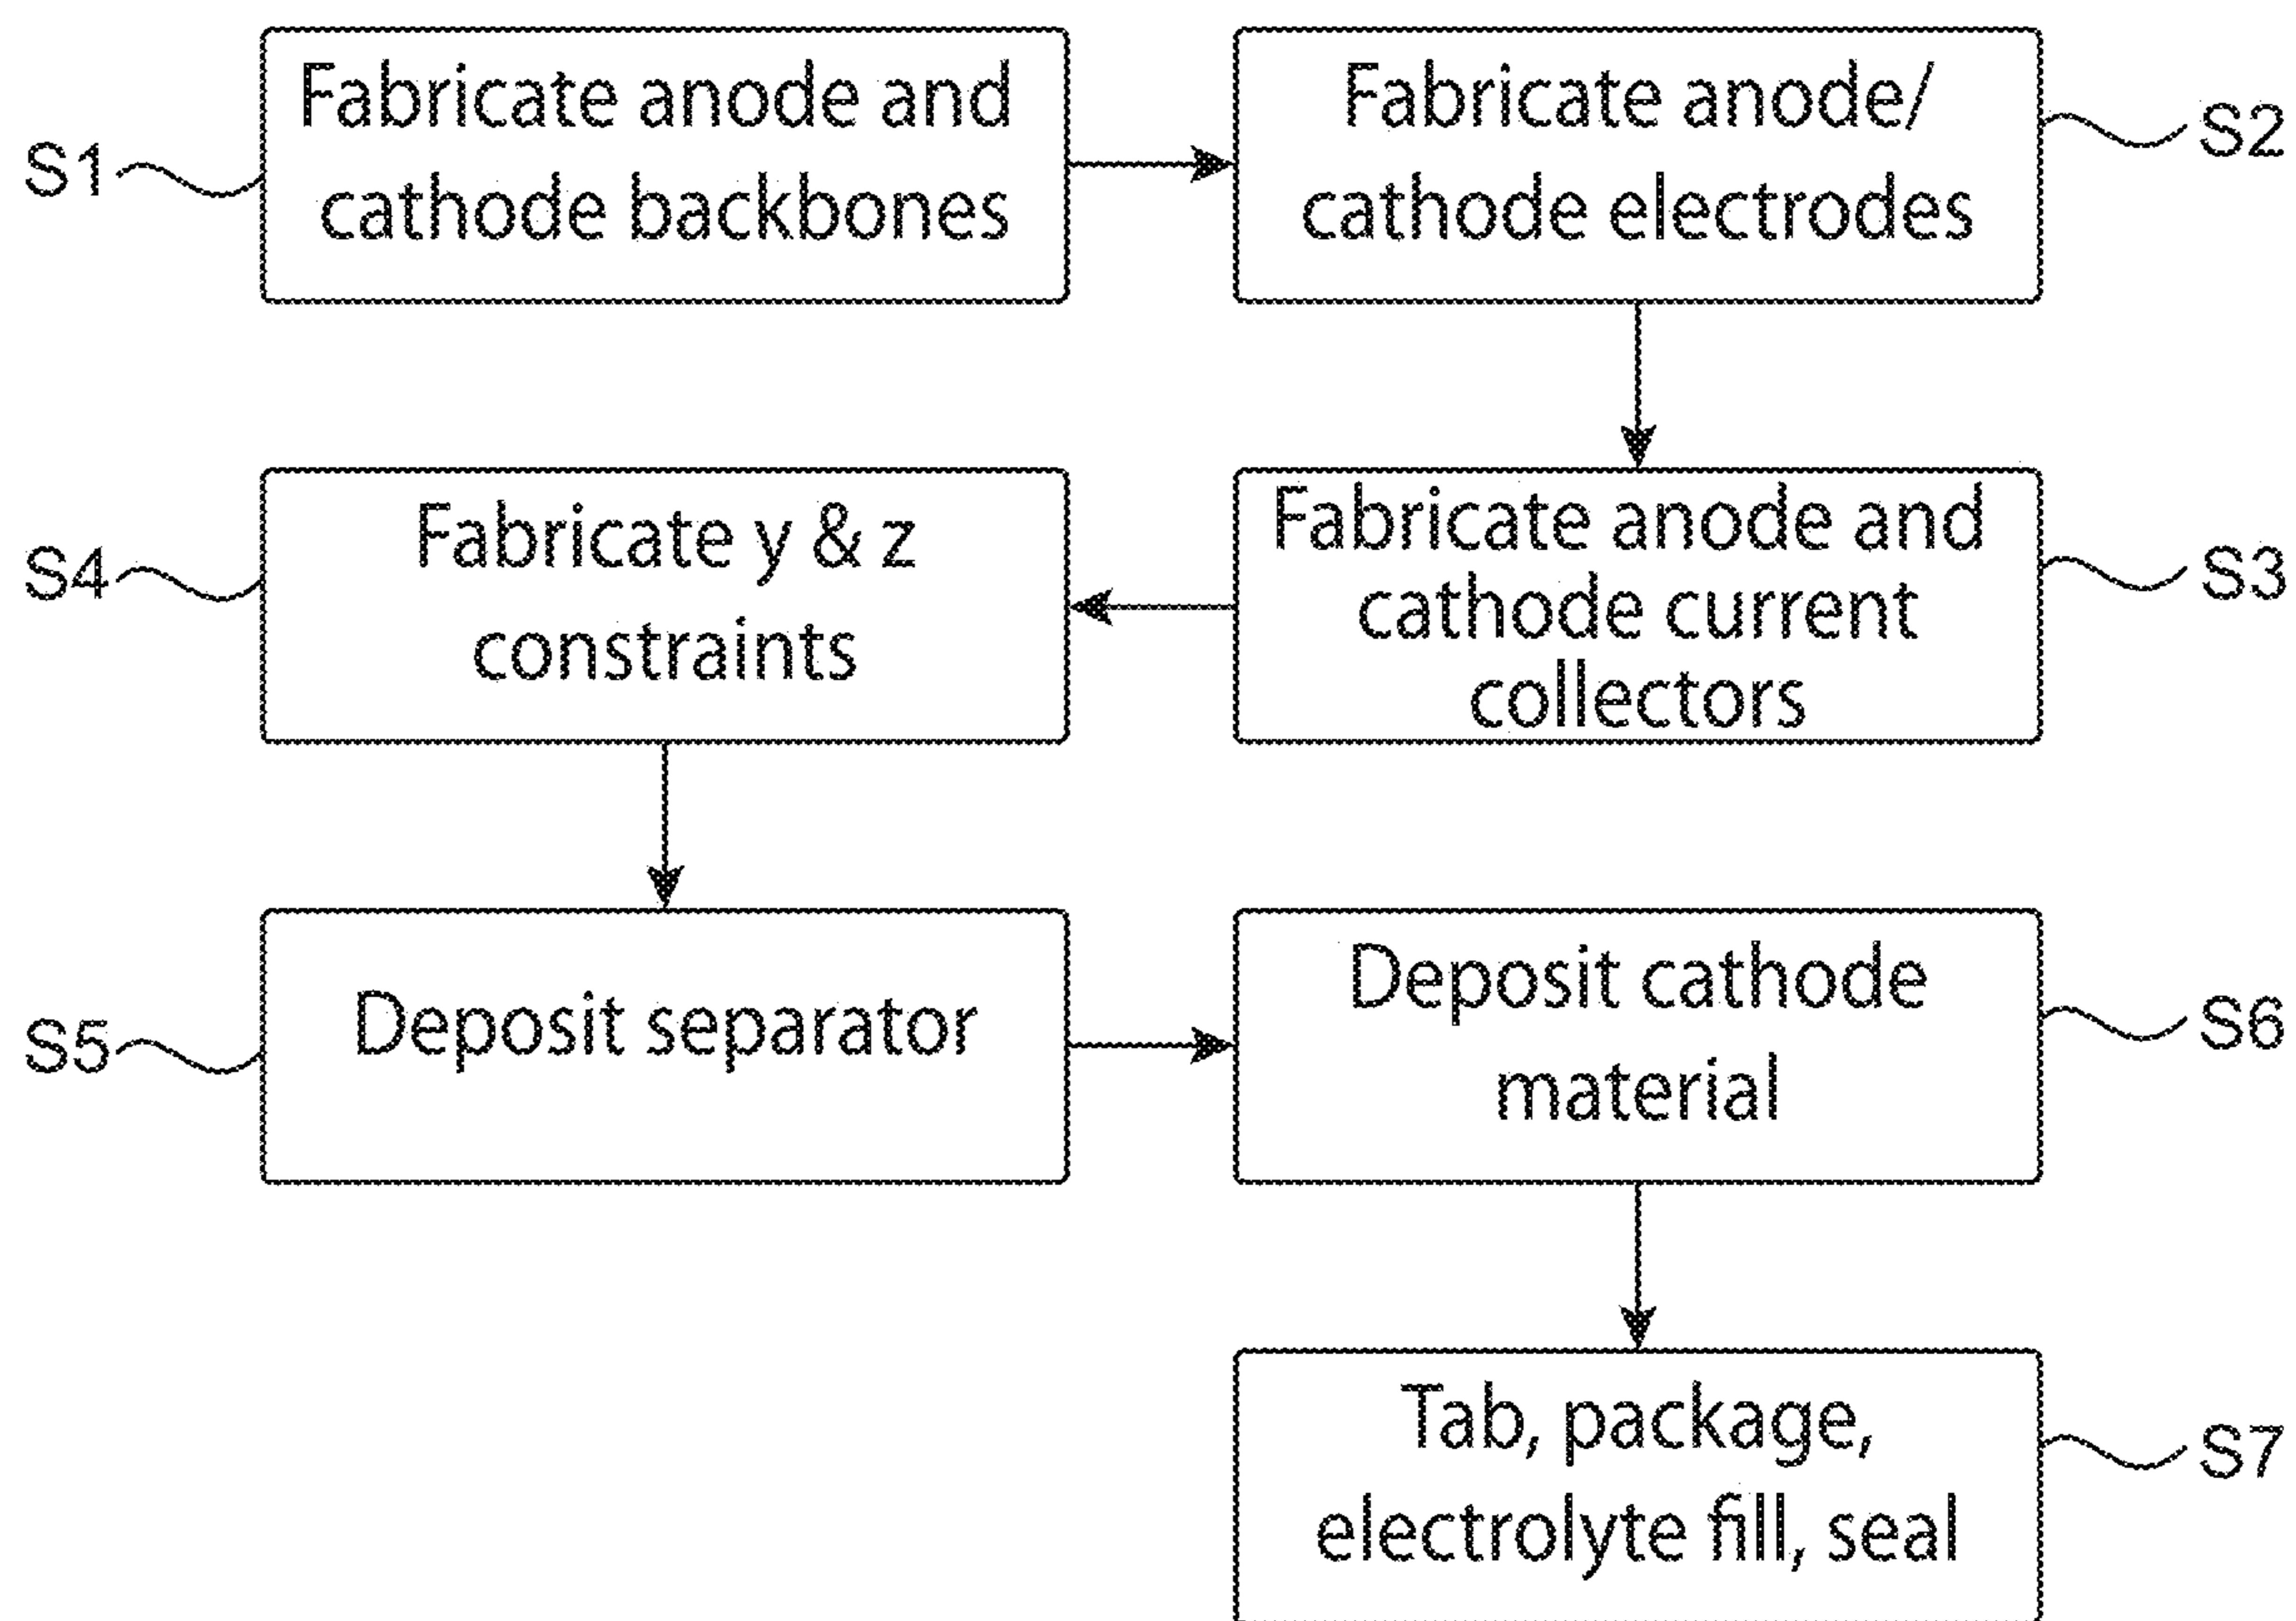 S1
Fabricate anode and
cathode backbones
Fabricate anode/
cathode electrodes
S2
S4
Fabricate y & z
constraints
Fabricate anode and
cathode current
collectors
S3
S5
Deposit separator
Deposit cathode
material
S6
Tab, package,
electrolyte fill, seal
S7